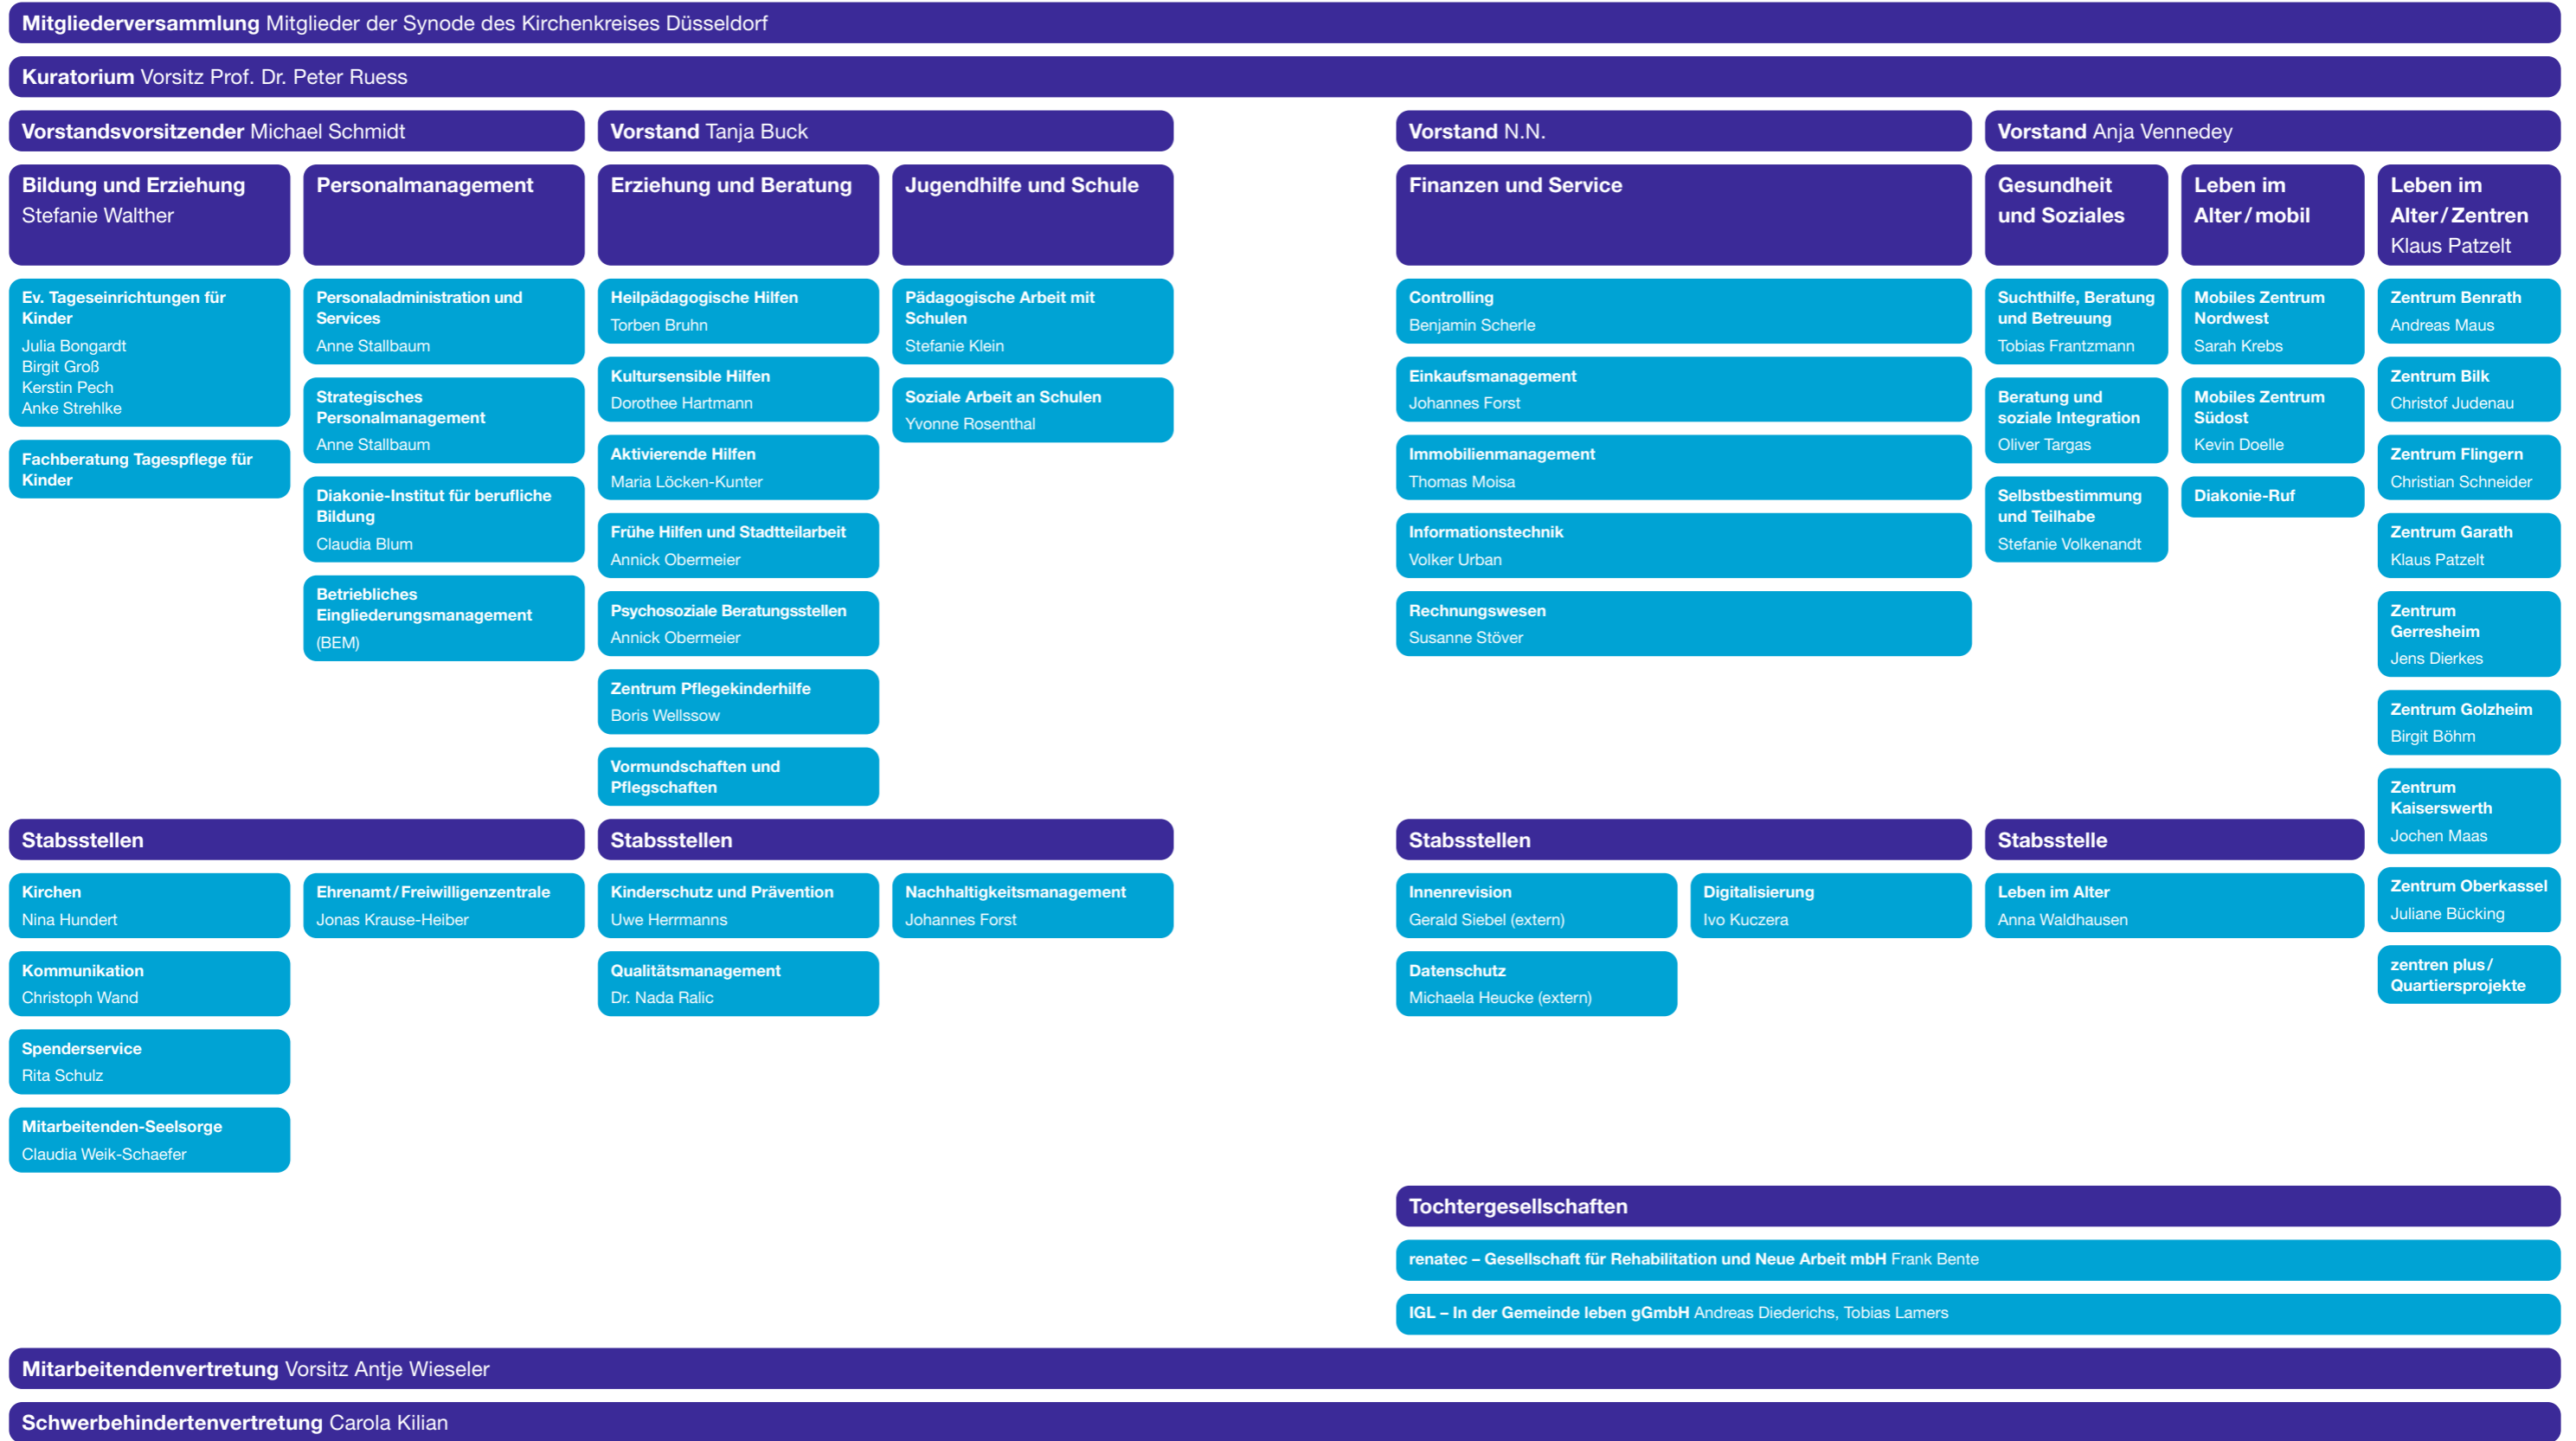 Mitgliederversammlung Mitglieder der Synode des Kirchenkreises Düsseldorf
Kuratorium Vorsitz Prof. Dr. Peter Ruess
Vorstandsvorsitzender Michael Schmidt
Bildung und Erziehung
Stefanie Walther
Ev. Tageseinrichtungen für
Kinder
Julia Bongardt
Birgit Groß
Kerstin Pech
Anke Strehlke
Fachberatung Tagespflege für
Kinder
Personalmanagement
Personaladministration und
Services
Anne Stallbaum
Strategisches
Personalmanagement
Anne Stallbaum
Diakonie-Institut für berufliche
Bildung
Claudia Blum
Betriebliches
Eingliederungsmanagement
(BEM)
Stabsstellen
Kirchen
Nina Hundert
Kommunikation
Christoph Wand
Spenderservice
Rita Schulz
Mitarbeitenden-Seelsorge
Claudia Weik-Schaefer
Ehrenamt/Freiwilligenzentrale
Jonas Krause-Heiber
Vorstand Tanja Buck
Erziehung und Beratung
Heilpädagogische Hilfen
Torben Bruhn
Kultursensible Hilfen
Dorothee Hartmann
Aktivierende Hilfen
Maria Löcken-Kunter
Frühe Hilfen und Stadtteilarbeit
Annick Obermeier
Psychosoziale Beratungsstellen
Annick Obermeier
Zentrum Pflegekinderhilfe
Boris Wellssow
Vormundschaften und
Pflegschaften
Jugendhilfe und Schule
Pädagogische Arbeit mit
Schulen
Stefanie Klein
Soziale Arbeit an Schulen
Yvonne Rosenthal
Stabsstellen
Kinderschutz und Prävention
Uwe Herrmanns
Qualitätsmanagement
Dr. Nada Ralic
Nachhaltigkeitsmanagement
Johannes Forst
Vorstand N.N.
Finanzen und Service
Controlling
Benjamin Scherle
Einkaufsmanagement
Johannes Forst
Immobilienmanagement
Thomas Moisa
Informationstechnik
Volker Urban
Rechnungswesen
Susanne Stöver
Stabsstellen
Innenrevision
Gerald Siebel (extern)
Datenschutz
Michaela Heucke (extern)
Digitalisierung
Ivo Kuczera
Vorstand Anja Vennedey
Gesundheit
und Soziales
Suchthilfe, Beratung
und Betreuung
Tobias Frantzmann
Beratung und
soziale Integration
Oliver Targas
Selbstbestimmung
und Teilhabe
Stefanie Volkenandt
Leben im
Alter/mobil
Mobiles Zentrum
Nordwest
Sarah Krebs
Mobiles Zentrum
Südost
Kevin Doelle
Diakonie-Ruf
Stabsstelle
Leben im Alter
Anna Waldhausen
Leben im
Alter/Zentren
Klaus Patzelt
Zentrum Benrath
Andreas Maus
Zentrum Bilk
Christof Judenau
Zentrum Flingern
Christian Schneider
Zentrum Garath
Klaus Patzelt
Zentrum
Gerresheim
Jens Dierkes
Zentrum Golzheim
Birgit Böhm
Zentrum
Kaiserswerth
Jochen Maas
Zentrum Oberkassel
Juliane Bücking
zentren plus/
Quartiersprojekte
Tochtergesellschaften
renatec – Gesellschaft für Rehabilitation und Neue Arbeit mbH Frank Bente
IGL – In der Gemeinde leben gGmbH Andreas Diederichs, Tobias Lamers
Mitarbeitendenvertretung Vorsitz Antje Wieseler
Schwerbehindertenvertretung Carola Kilian